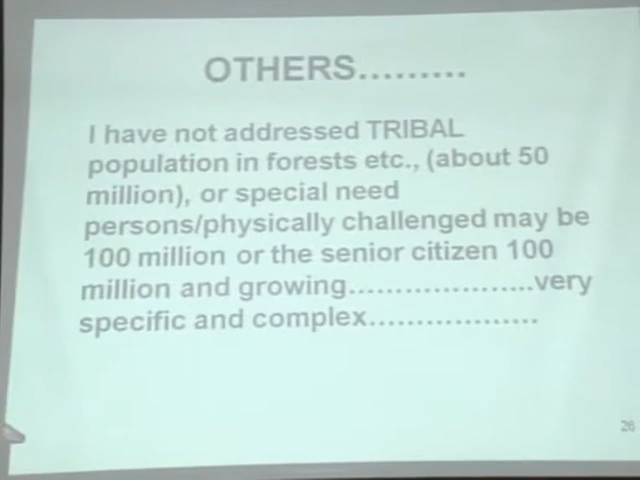 OTHERS.........
I have not addressed TRIBAL
population in forests etc., (about 50
million), or special need
persons/physically challenged may be
100 million or the senior citizen 100
million and growing....................very
specific and complex..................
26